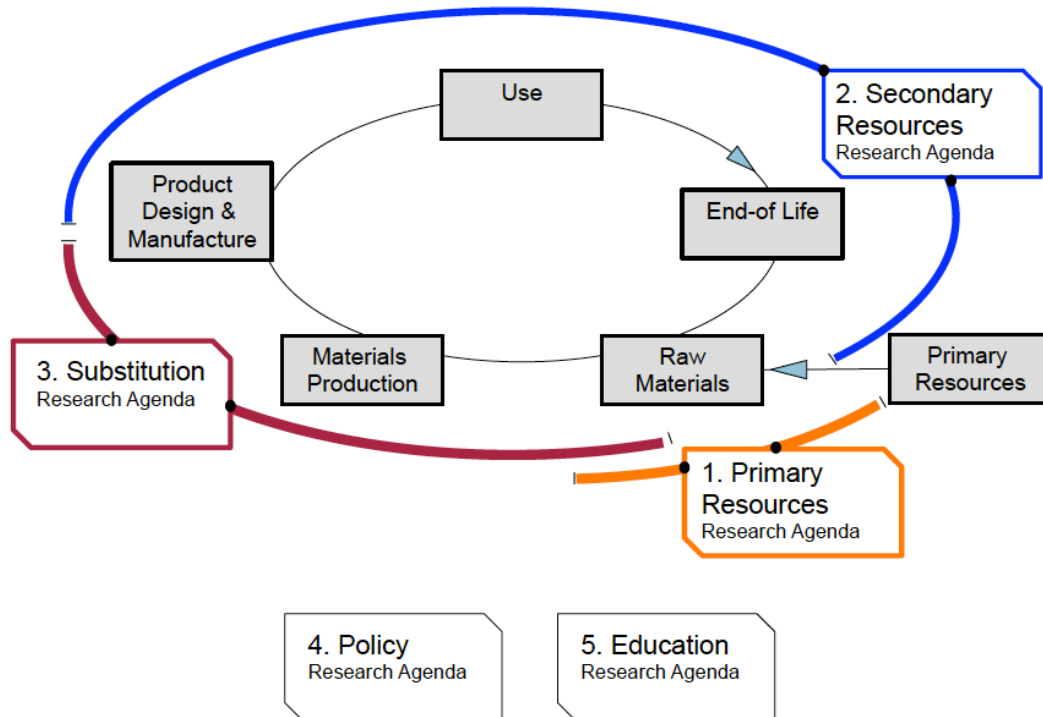 Use
2. Secondary
Resources
Research Agenda
Product
Design &
Manufacture
End-of Life
3. Substitution
Research Agenda
Materials
Production
Raw
Materials
Primary
Resources
1. Primary
Resources
Research Agenda
4. Policy
Research Agenda
5. Education
Research Agenda